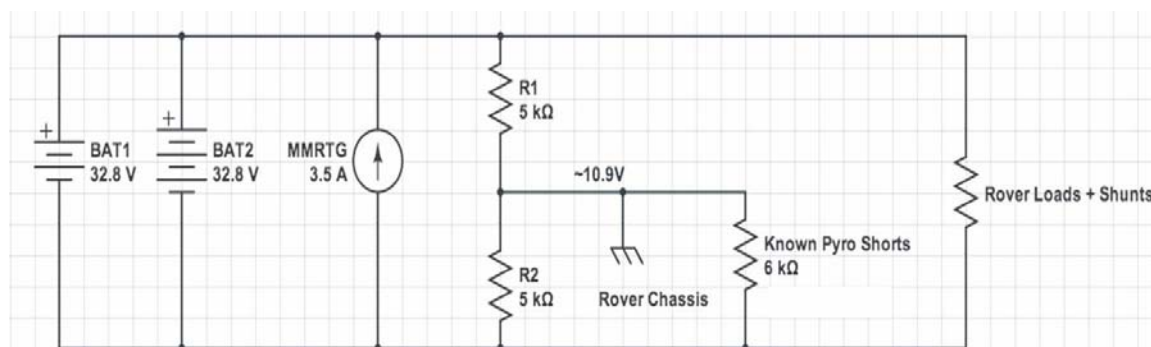 +
BAT1
32.8 V
+
BAT2
32.8 V
MMRTG
3.5 A
R1
5 kΩ
~10.9V
R2
5 kΩ
Rover Chassis
Known Pyro Shorts
6 kΩ
Rover Loads + Shunts